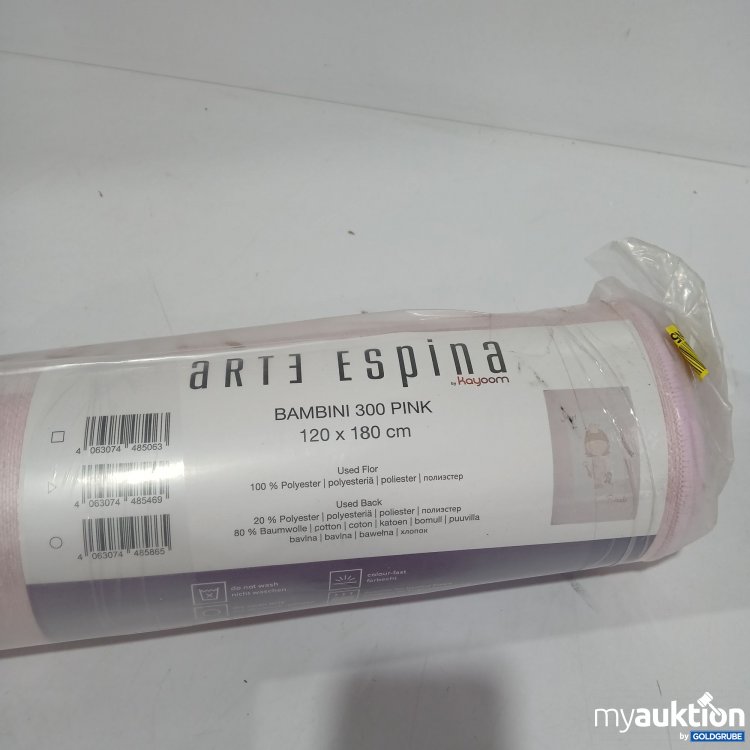 ARTE ESpina
by Kayoom
BAMBINI 300 PINK
120 x 180 cm
4 063074 485063
4 063074 485469
4 063074 485865
Used Flor
100 % Polyester | polyesteriä | poliester | полиэстер
Used Back
20 % Polyester | polyesteriä | poliester | полиэстер
80 % Baumwolle | cotton | coton | katoen | bomull | puuvilla
bavlna | bavlna | bawełna | хлопок
do not wash
nicht waschen
colour-fast
farbecht
myauktion
by GOLDGRUBE